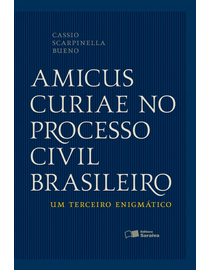 CASSIO
SCARPINELLA
BUENO
AMICUS
CURIAE NO
PROCESSO
CIVIL
BRASILEIRO
UM TERCEIRO ENIGMÁTICO
Editora
Saraiva